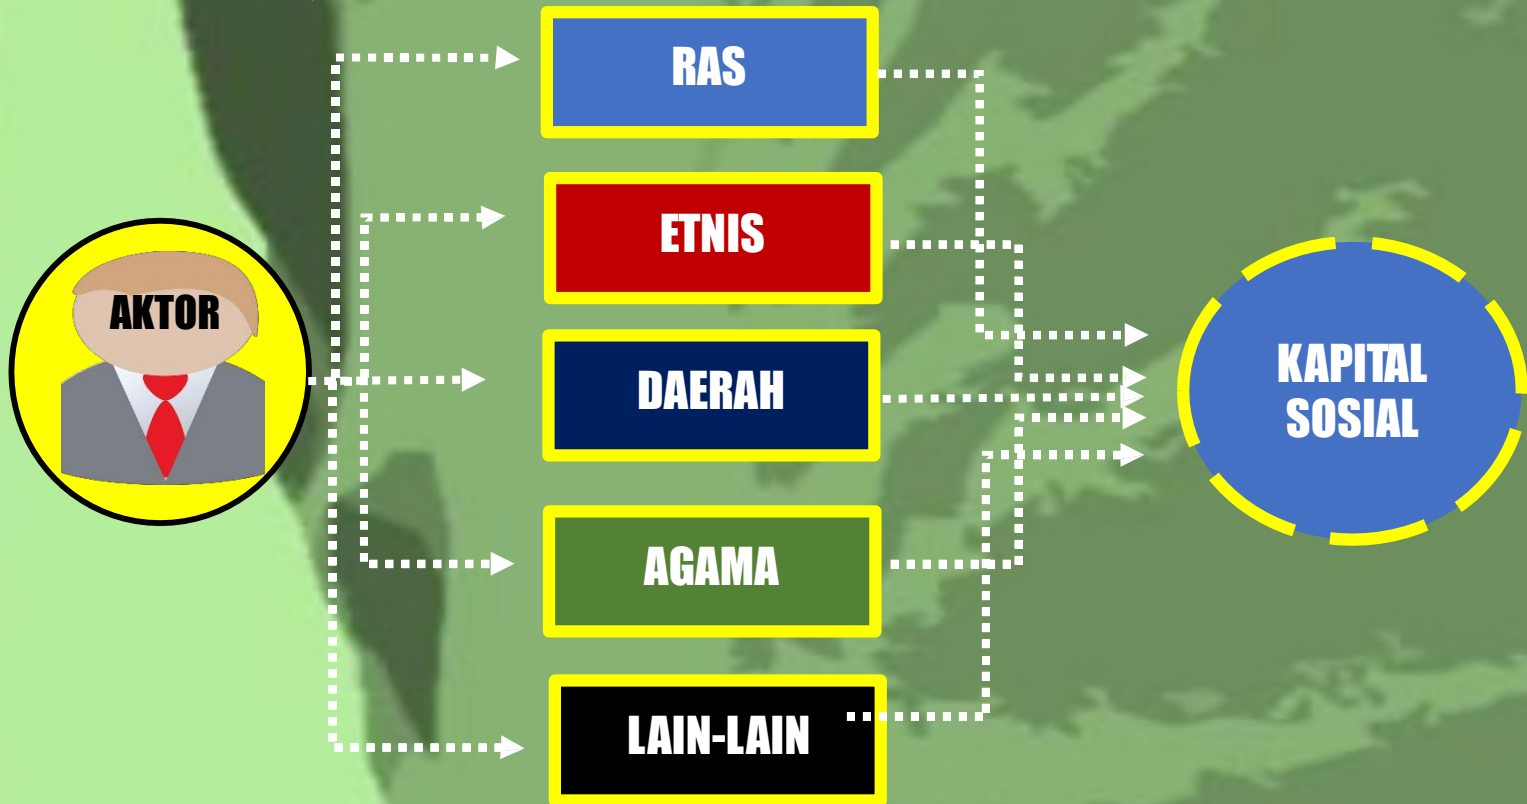 AKTOR
RAS
ETNIS
DAERAH
AGAMA
LAIN-LAIN
KAPITAL
SOSIAL